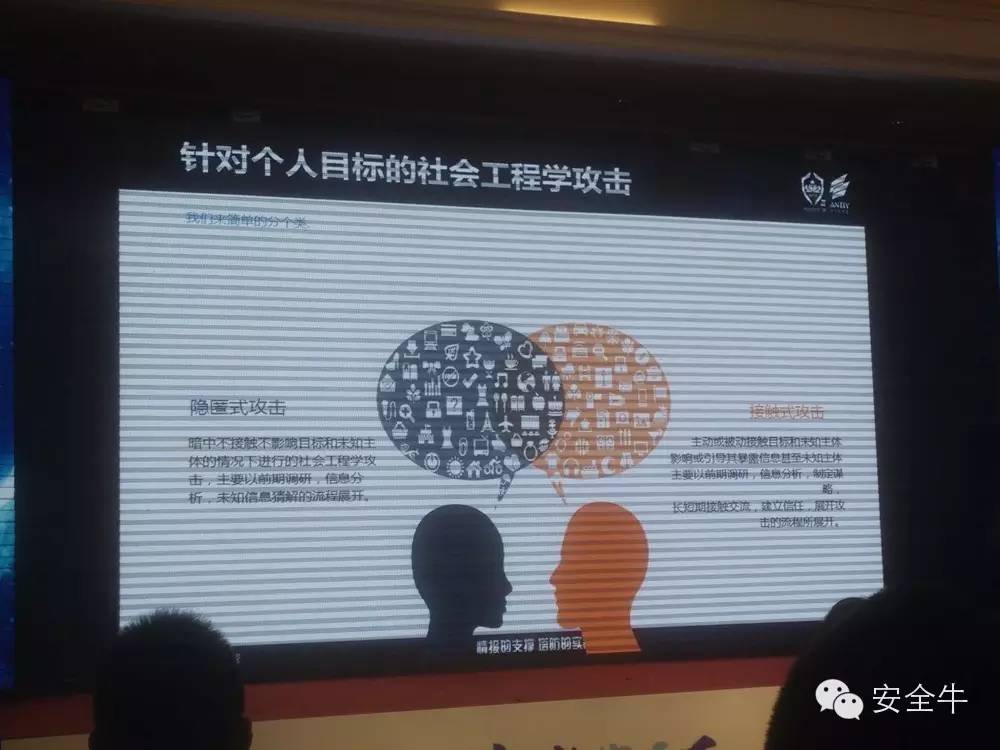 针对个人目标的社会工程学攻击
ANTIY
我们来简单的分个类
隐匿式攻击
暗中不接触不影响目标和未知主
体的情况下进行的社会工程学攻
击，主要以前期调研，信息分
析，未知信息猜解的流程展开。
接触式攻击
主动或被动接触目标和未知主体
影响或引导其暴露信息甚至未知主体
主要以前期调研，信息分析，制定谋
略，
长短期接触交流，建立信任，展开攻
击的流程所展开。
情报的支撑 塔防的实
安全牛